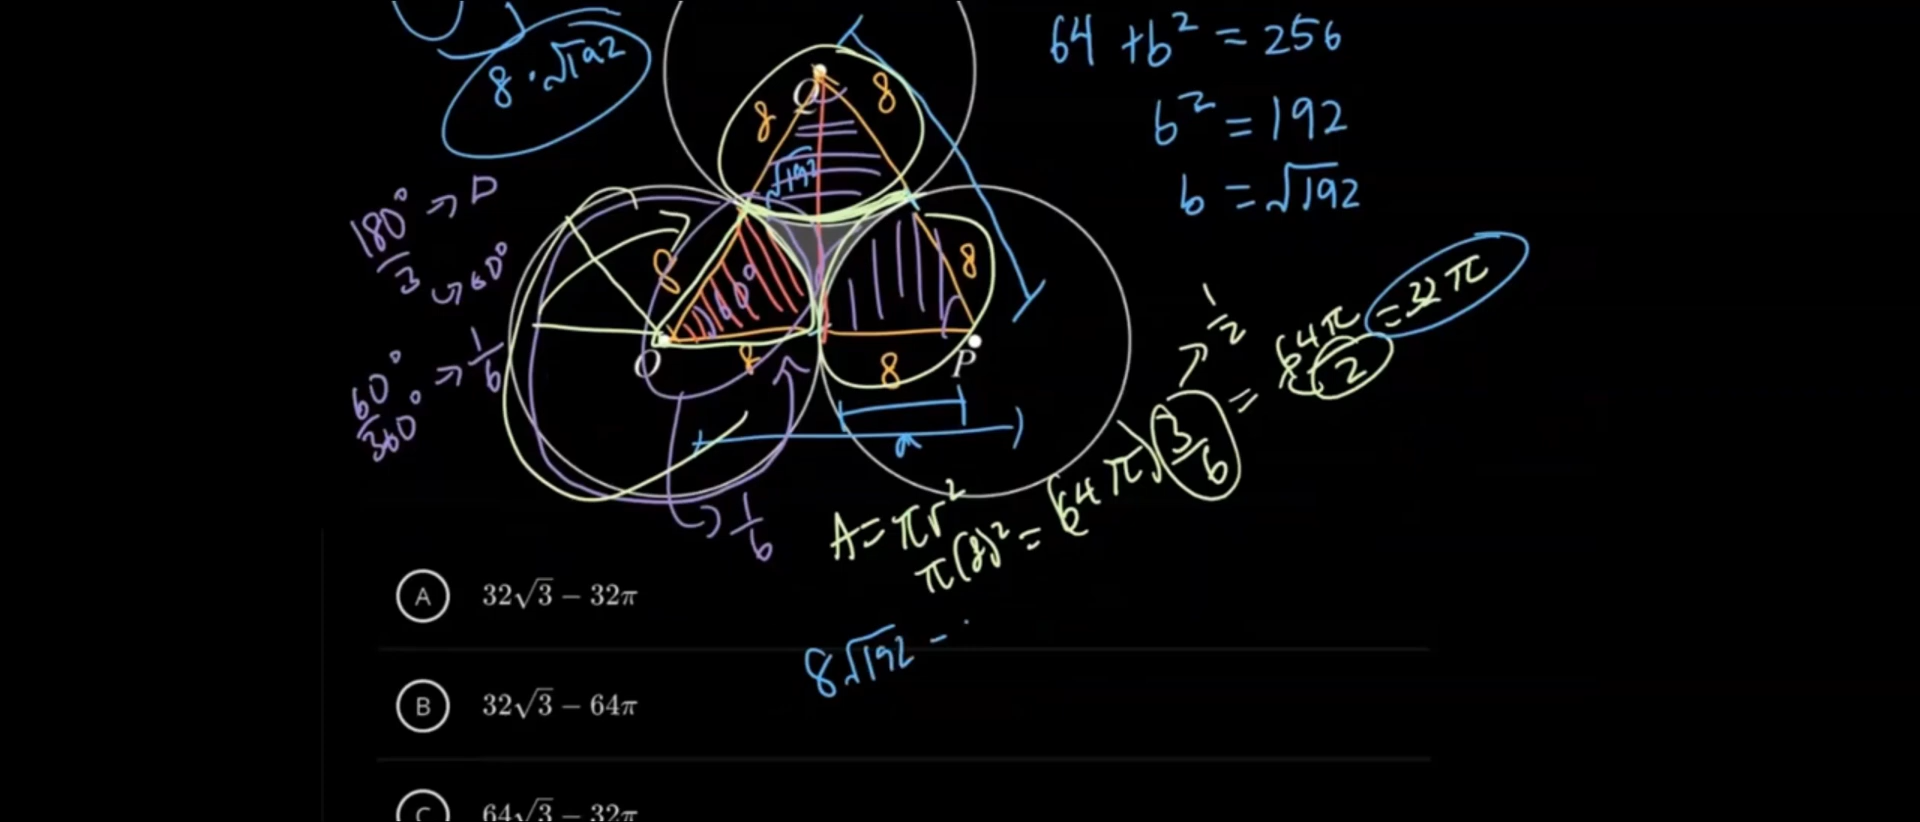 8 · √192
64 + b² = 256
b² = 192
b = √192
Q
8
8
√192
180°/3 → D
↳ 60°
60°/360° → 1/6
8
60°
8
8
8
O
P
a
1/6
A = πr²
π(8)² = 64π · 3/6 = 64π/2 = 32π
1/2
8√192 -
A 32√3 − 32π
B 32√3 − 64π
C 64√3 − 32π